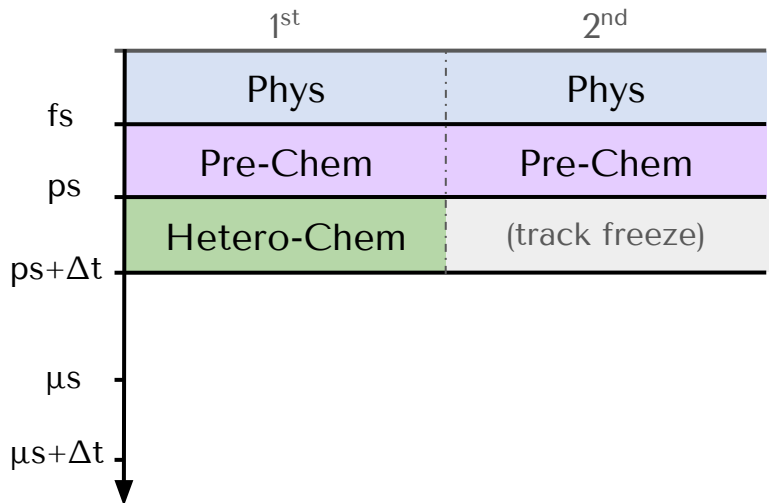 1st 2nd
Phys Phys
fs
Pre-Chem Pre-Chem
ps
Hetero-Chem (track freeze)
ps+Δt
μs
μs+Δt